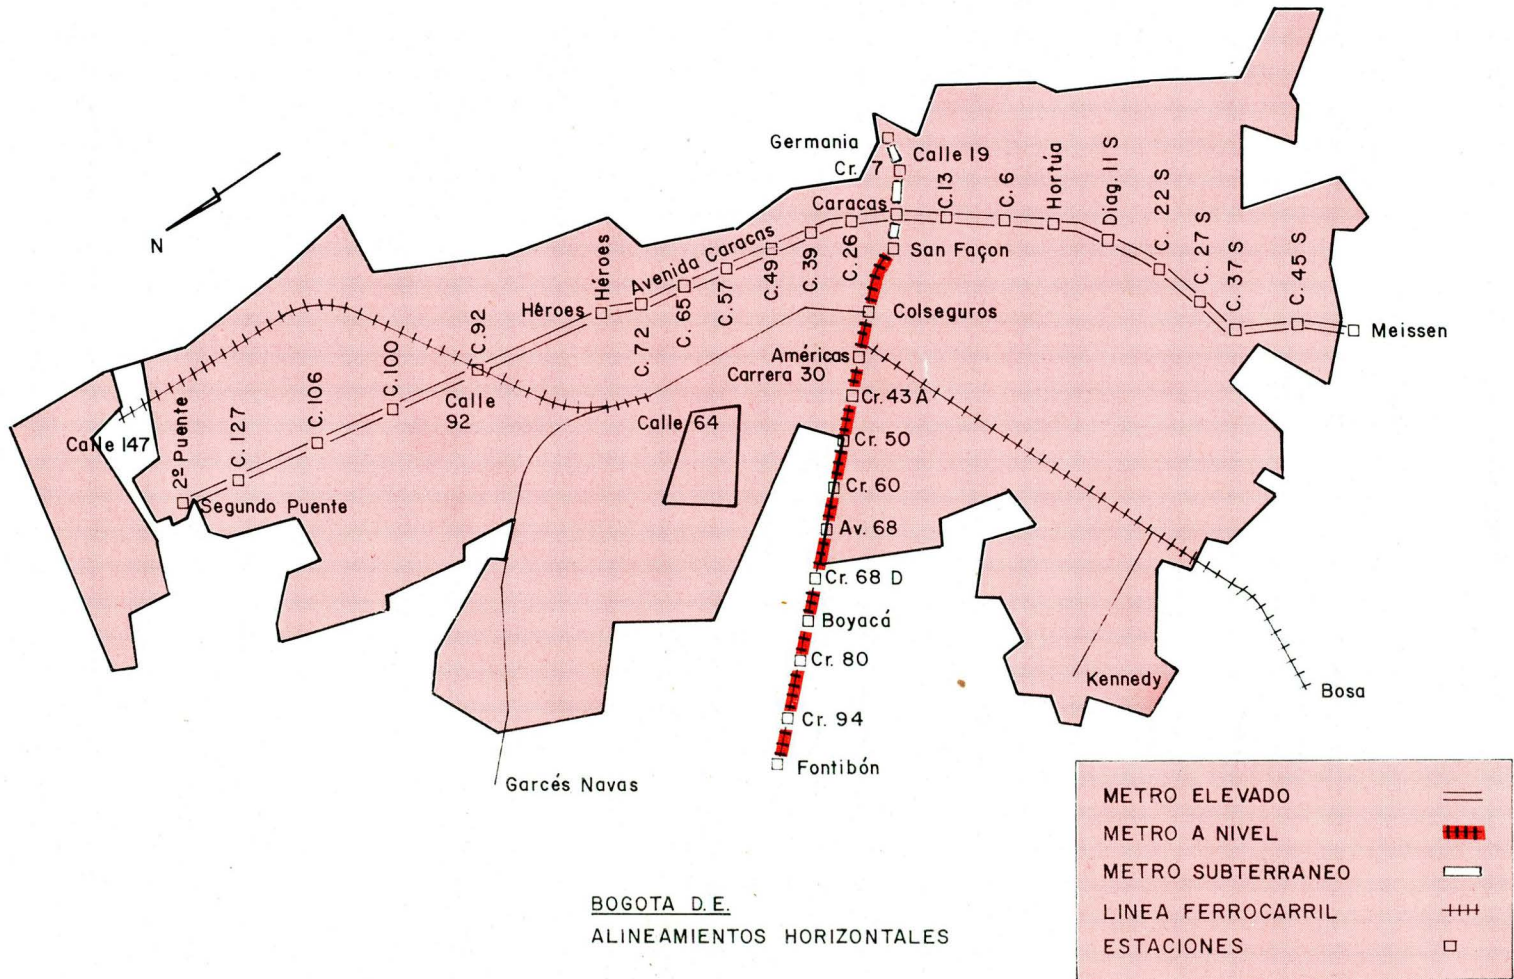 Germania
Calle 19
Cr. 7
Caracas
C.13
C.6
Hortúa
Diag. 11 S
C. 22 S
C. 27 S
C. 37 S
C. 45 S
Meissen
San Façon
N
Héroes
Héroes
Avenida Caracas
C.72
C. 65
C.57
C.49
C.39
C.26
Colseguros
Américas
Carrera 30
Cr. 43 A
C.92
Calle
92
C.100
C. 106
C. 127
2º Puente
Calle 147
Segundo Puente
Calle 64
Cr. 50
Cr. 60
Av. 68
Cr. 68 D
Boyacá
Cr. 80
Cr. 94
Fontibón
Kennedy
Bosa
Garcés Navas
METRO ELEVADO
METRO A NIVEL
METRO SUBTERRANEO
LINEA FERROCARRIL
ESTACIONES
BOGOTA D.E.
ALINEAMIENTOS HORIZONTALES